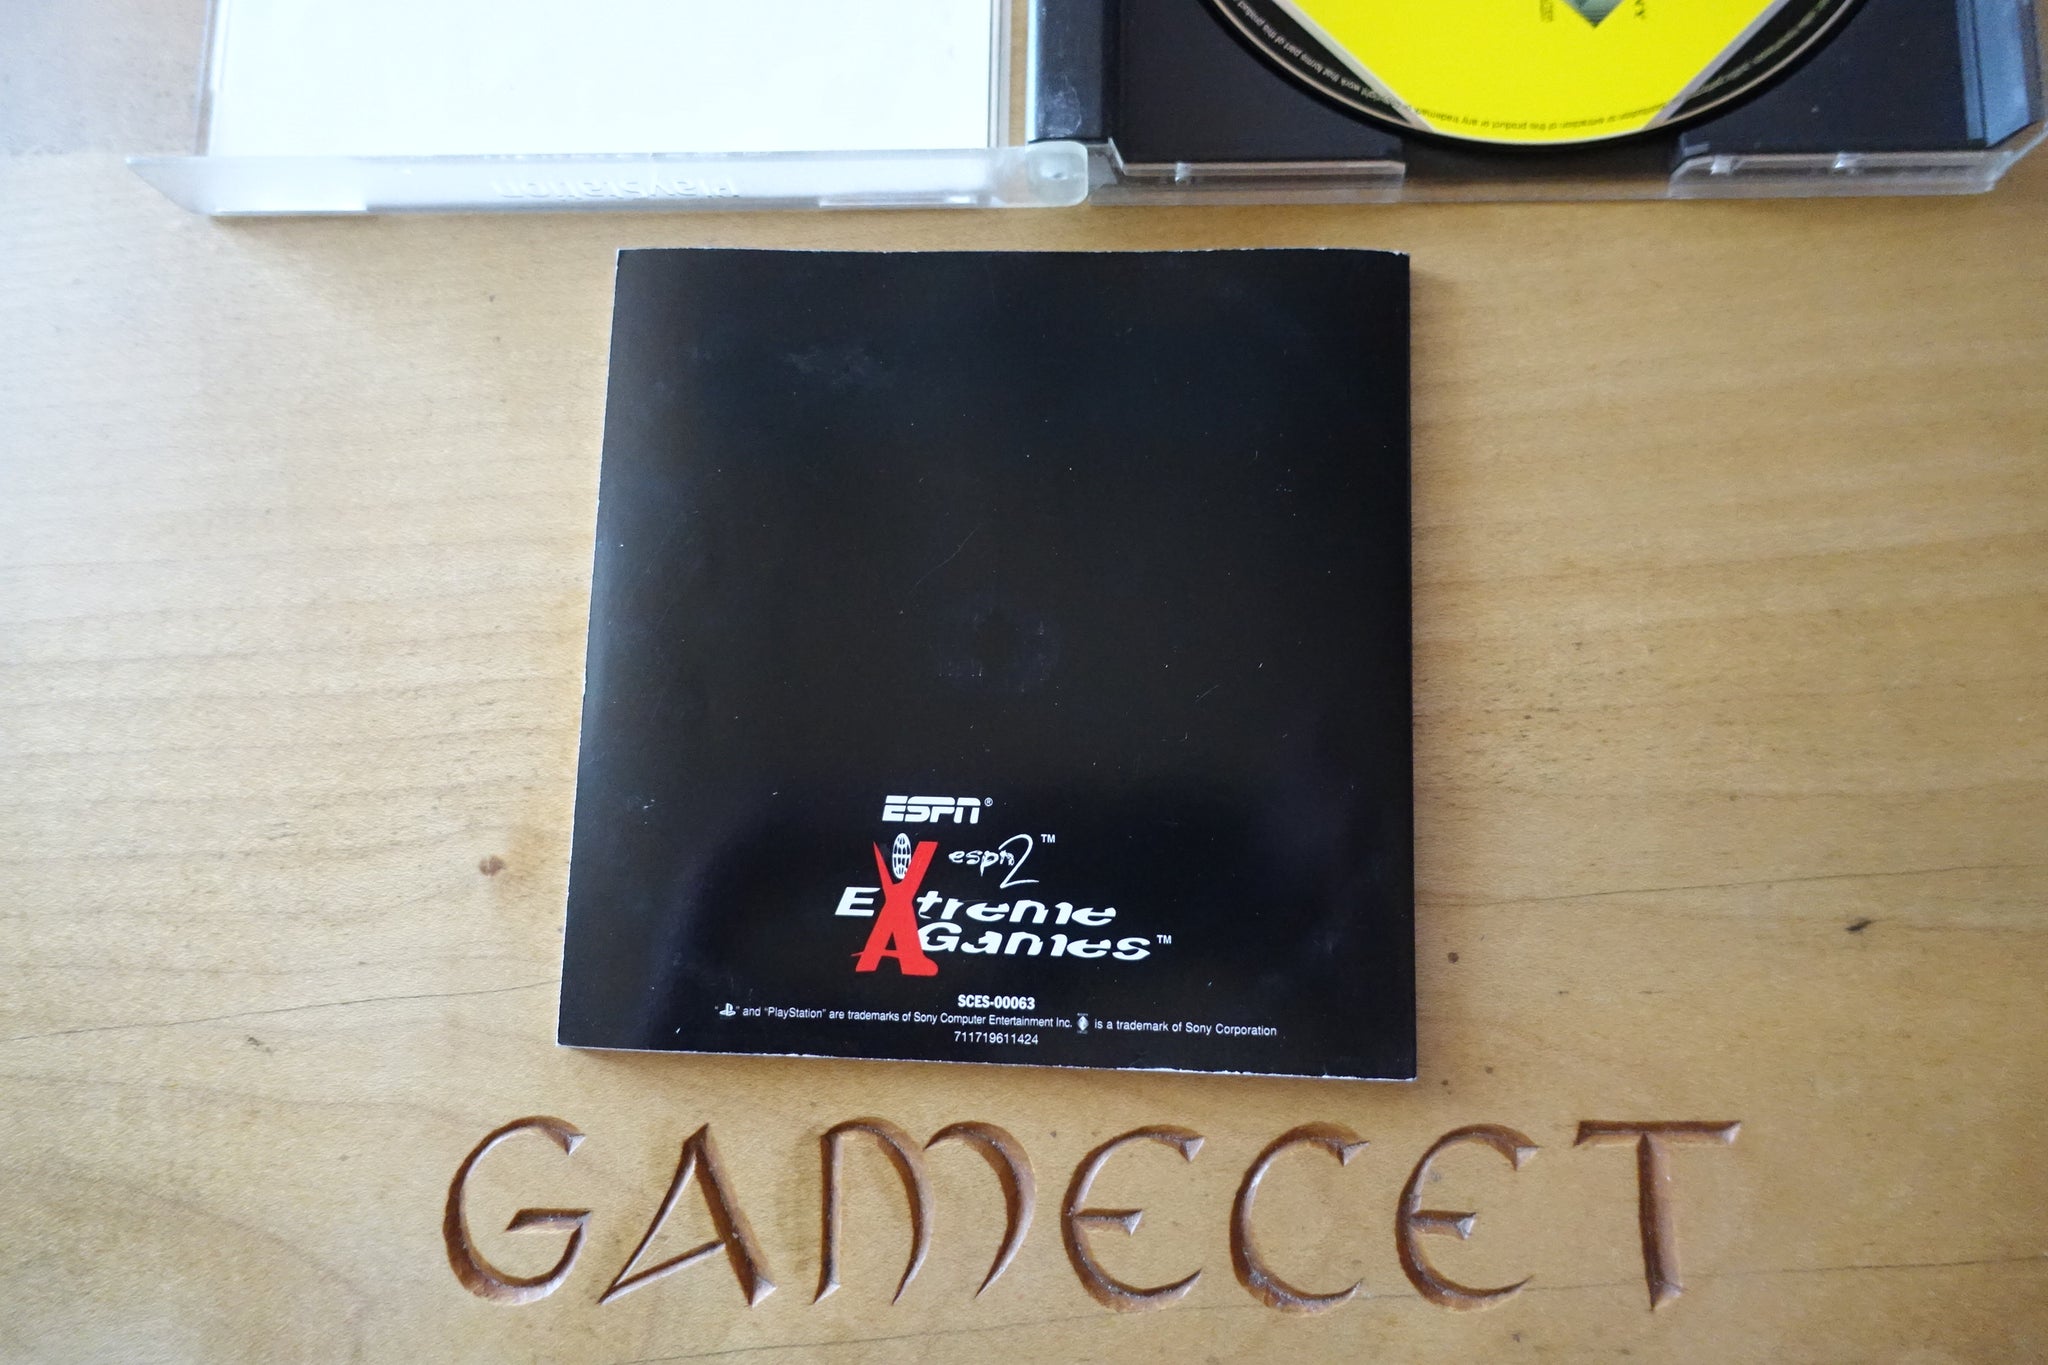 PlayStation
ESPN®
espn2™
Extreme
Games™
SCES-00063
" " and "PlayStation" are trademarks of Sony Computer Entertainment Inc. is a trademark of Sony Corporation
711719611424
GAMECET